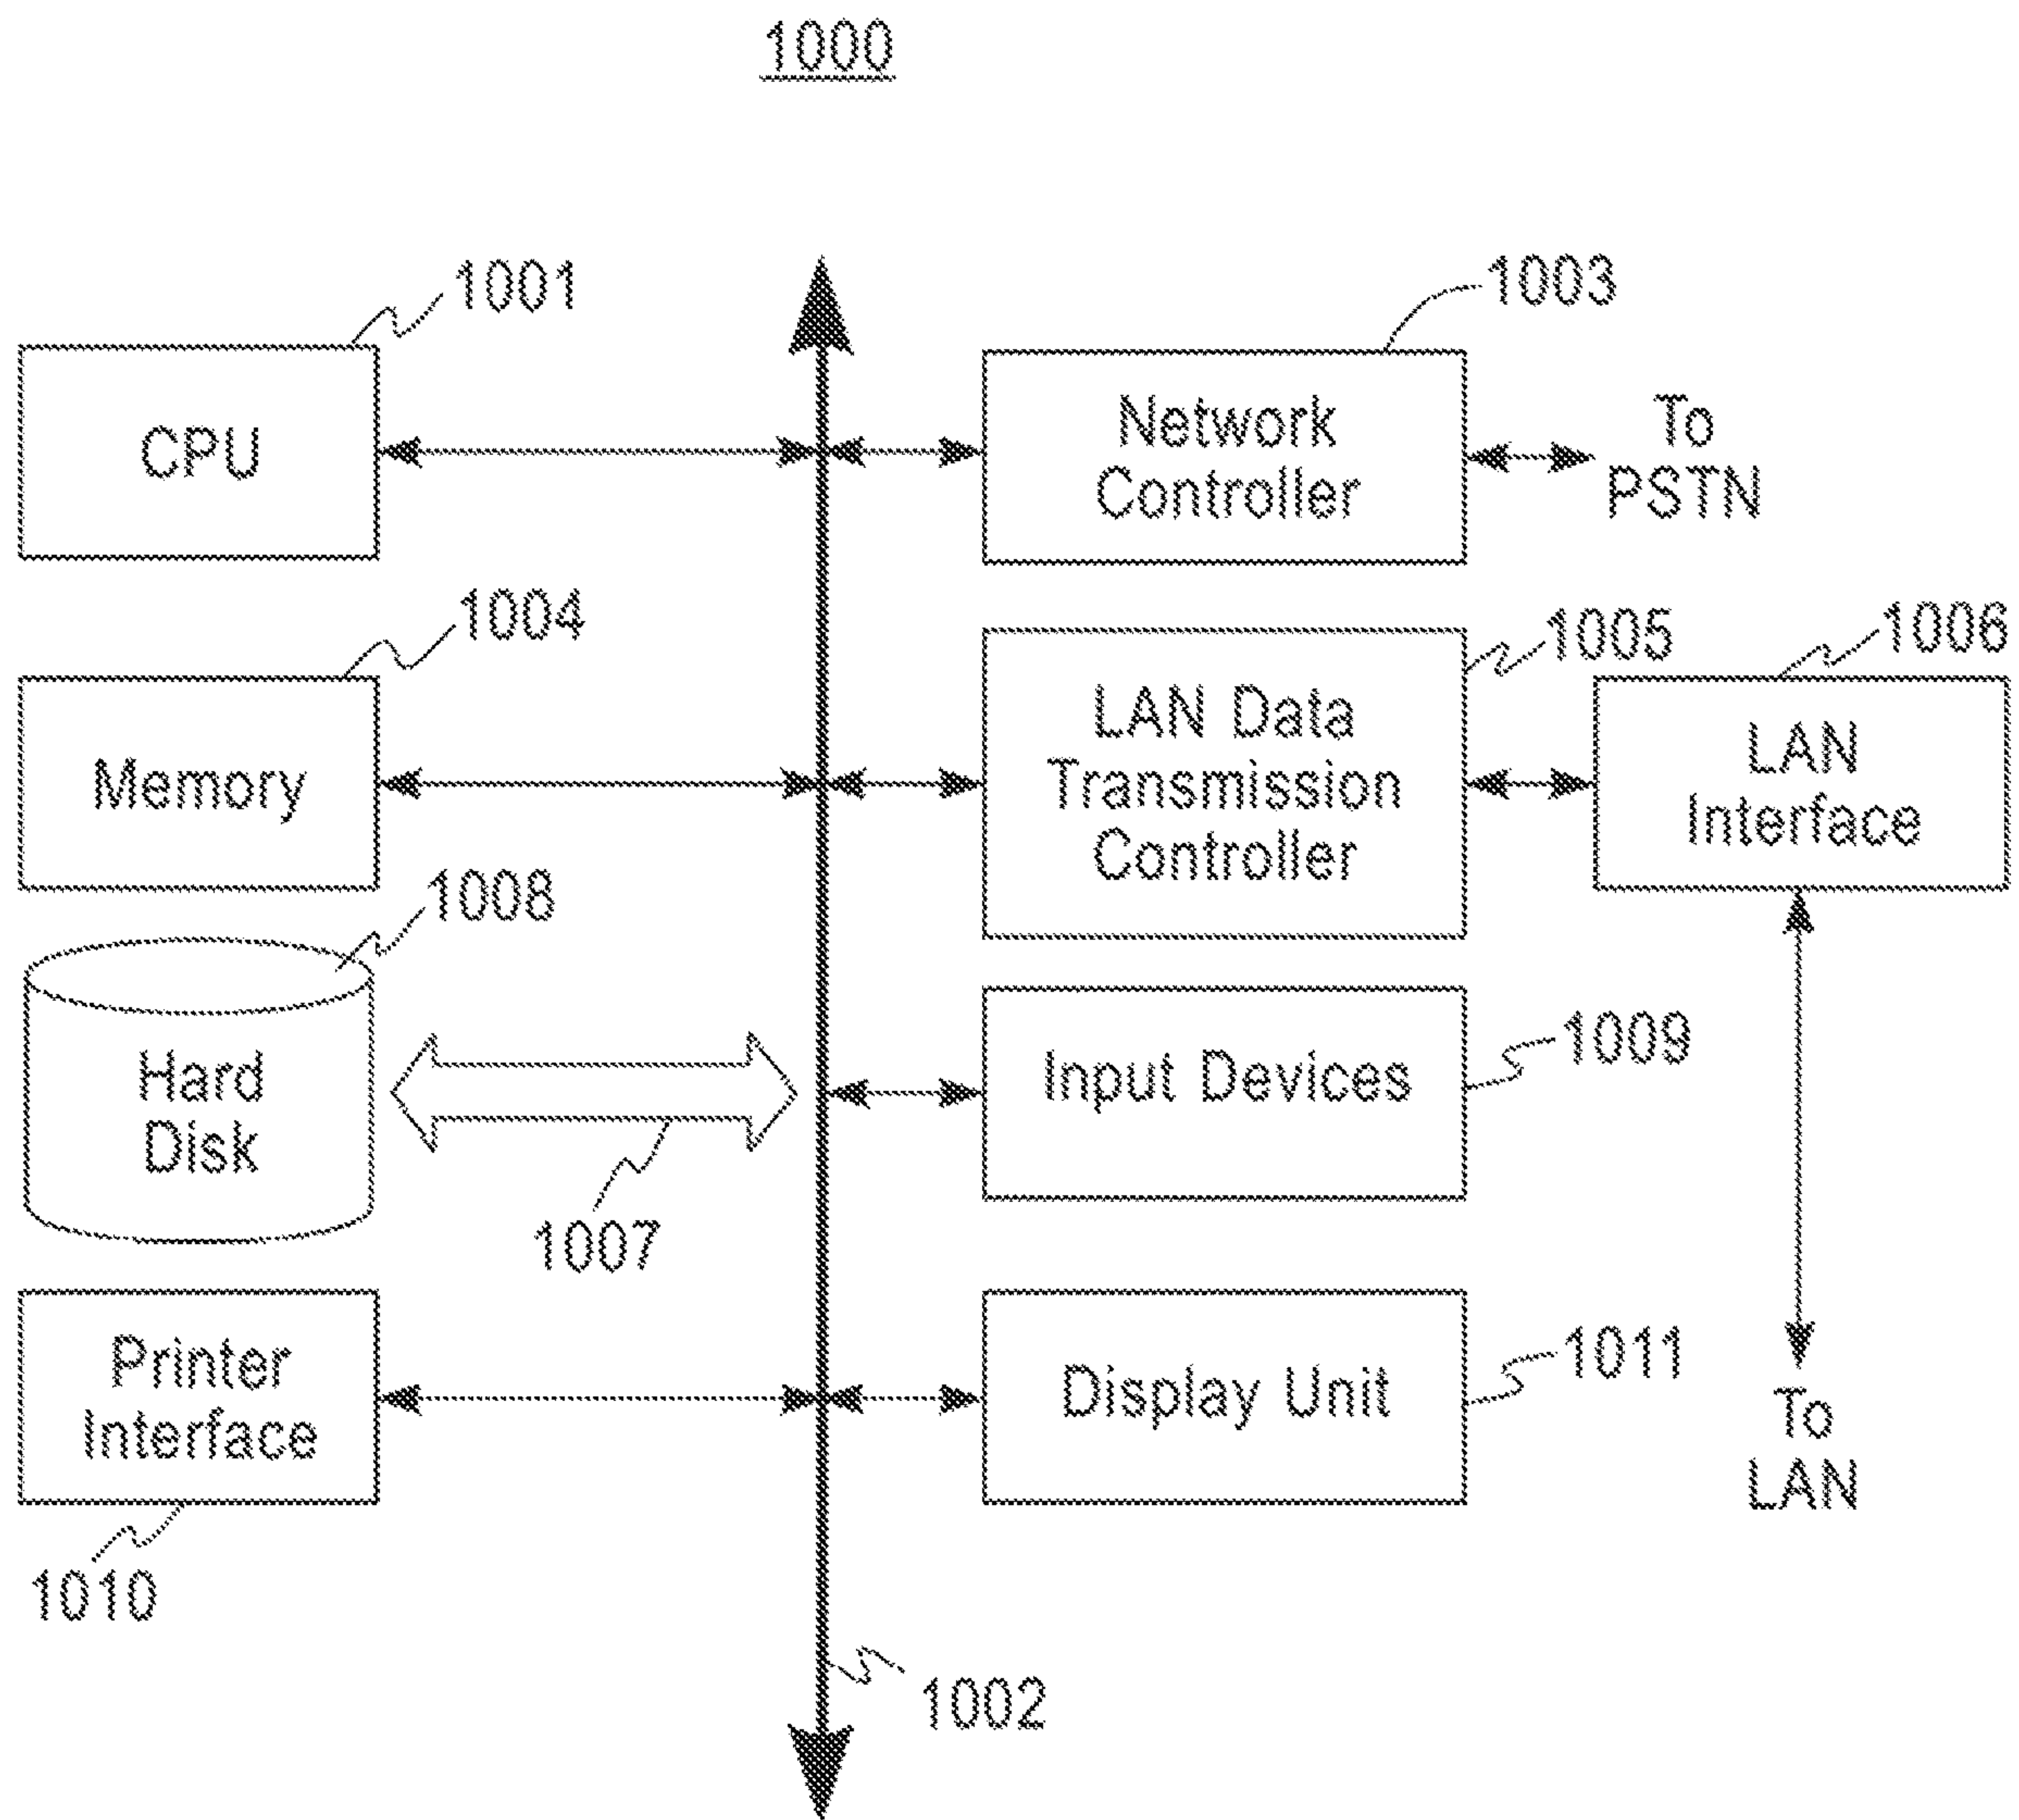 1000
1001
CPU
1003
Network
Controller
To
PSTN
1004
Memory
1005
LAN Data
Transmission
Controller
1006
LAN
Interface
1008
Hard
Disk
1007
1009
Input Devices
Printer
Interface
1010
1011
Display Unit
To
LAN
1002